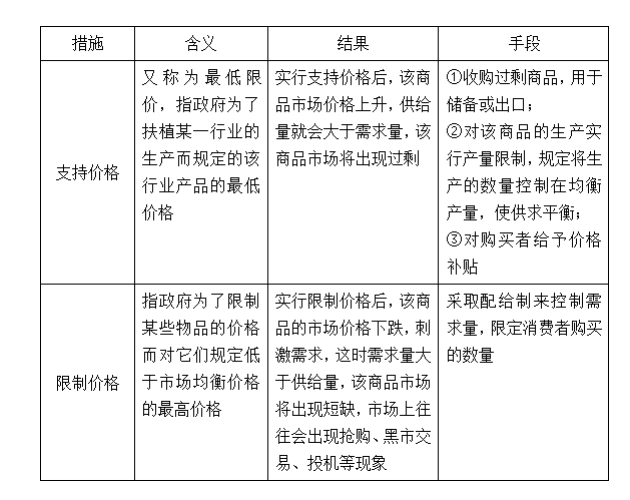 措施 含义 结果 手段
支持价格
又称为最低限
价，指政府为了
扶植某一行业的
生产而规定的该
行业产品的最低
价格
实行支持价格后，该商
品市场价格上升，供给
量就会大于需求量，该
商品市场将出现过剩
①收购过剩商品，用于
储备或出口；
②对该商品的生产实
行产量限制，规定将生
产的数量控制在均衡
产量，使供求平衡；
③对购买者给予价格
补贴
限制价格
指政府为了限制
某些物品的价格
而对它们规定低
于市场均衡价格
的最高价格
实行限制价格后，该商
品的市场价格下跌，刺
激需求，这时需求量大
于供给量，该商品市场
将出现短缺，市场上往
往会出现抢购、黑市交
易、投机等现象
采取配给制来控制需
求量，限定消费者购买
的数量